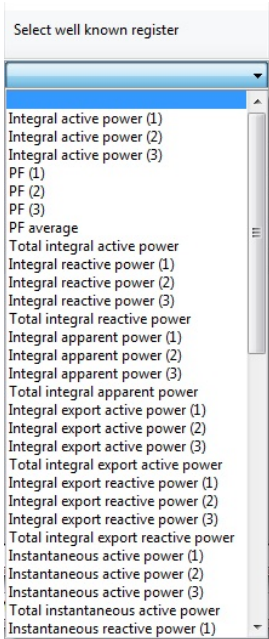 Select well known register
Integral active power (1)
Integral active power (2)
Integral active power (3)
PF (1)
PF (2)
PF (3)
PF average
Total integral active power
Integral reactive power (1)
Integral reactive power (2)
Integral reactive power (3)
Total integral reactive power
Integral apparent power (1)
Integral apparent power (2)
Integral apparent power (3)
Total integral apparent power
Integral export active power (1)
Integral export active power (2)
Integral export active power (3)
Total integral export active power
Integral export reactive power (1)
Integral export reactive power (2)
Integral export reactive power (3)
Total integral export reactive power
Instantaneous active power (1)
Instantaneous active power (2)
Instantaneous active power (3)
Total instantaneous active power
Instantaneous reactive power (1)